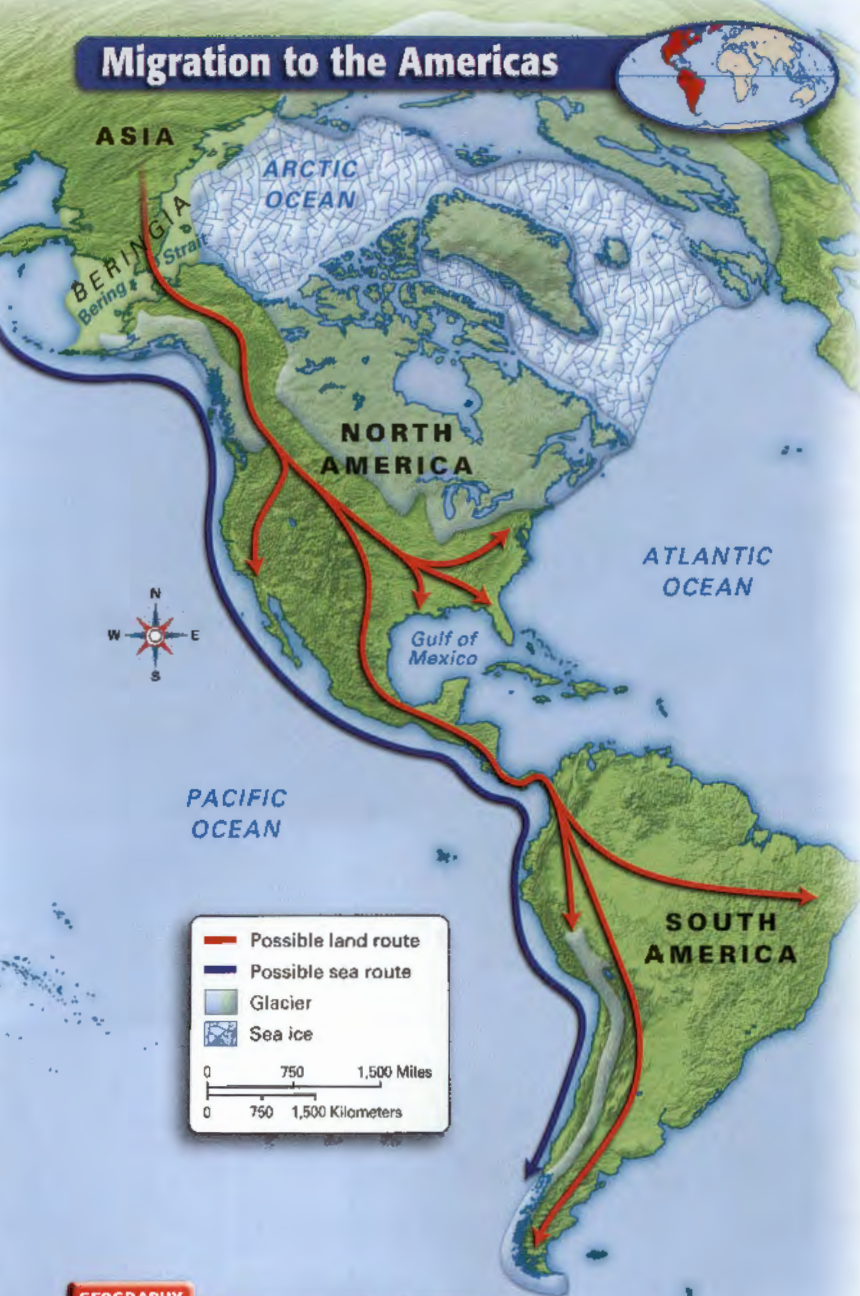 Migration to the Americas
ASIA
ARCTIC
OCEAN
BERINGIA
Bering Strait
NORTH
AMERICA
ATLANTIC
OCEAN
N
W E
S
Gulf of
Mexico
PACIFIC
OCEAN
SOUTH
AMERICA
Possible land route
Possible sea route
Glacier
Sea ice
0 750 1,500 Miles
0 750 1,500 Kilometers
GEOGRAPHY